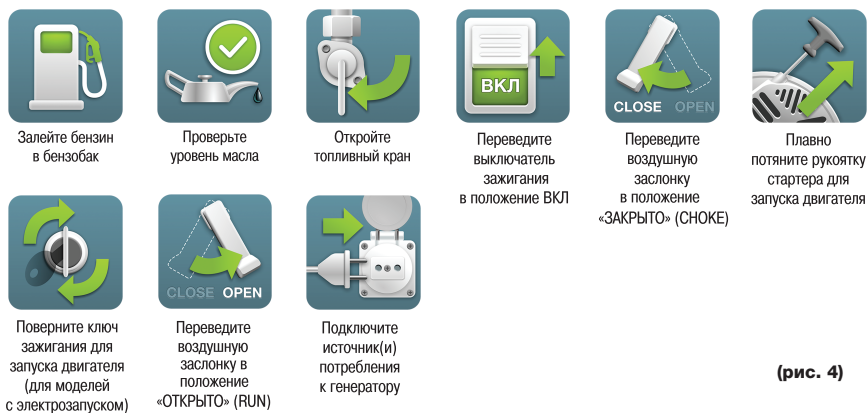 Залейте бензин
в бензобак
Проверьте
уровень масла
Откройте
топливный кран
ВКЛ
Переведите
выключатель
зажигания
в положение ВКЛ
CLOSE OPEN
Переведите
воздушную
заслонку
в положение
«ЗАКРЫТО» (CHOKE)
Плавно
потяните рукоятку
стартера для
запуска двигателя
Поверните ключ
зажигания для
запуска двигателя
(для моделей
с электрозапуском)
CLOSE OPEN
Переведите
воздушную
заслонку в
положение
«ОТКРЫТО» (RUN)
Подключите
источник(и)
потребления
к генератору
(рис. 4)